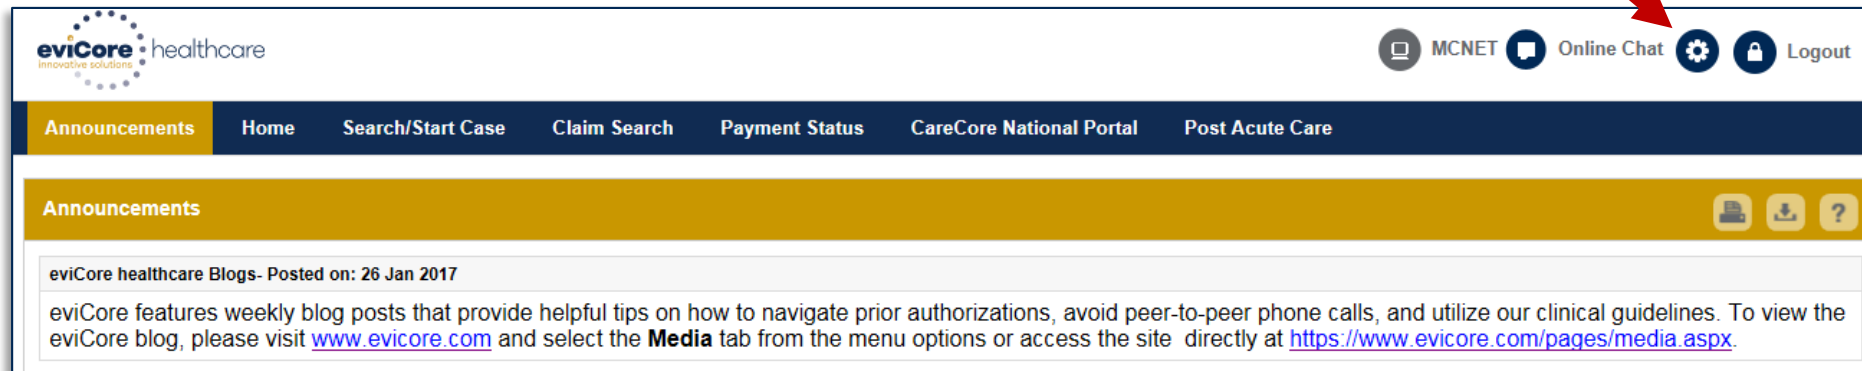 eviCore healthcare
innovative solutions
MCNET Online Chat Logout
Announcements Home Search/Start Case Claim Search Payment Status CareCore National Portal Post Acute Care
Announcements
?
eviCore healthcare Blogs- Posted on: 26 Jan 2017
eviCore features weekly blog posts that provide helpful tips on how to navigate prior authorizations, avoid peer-to-peer phone calls, and utilize our clinical guidelines. To view the
eviCore blog, please visit www.evicore.com and select the Media tab from the menu options or access the site directly at https://www.evicore.com/pages/media.aspx.